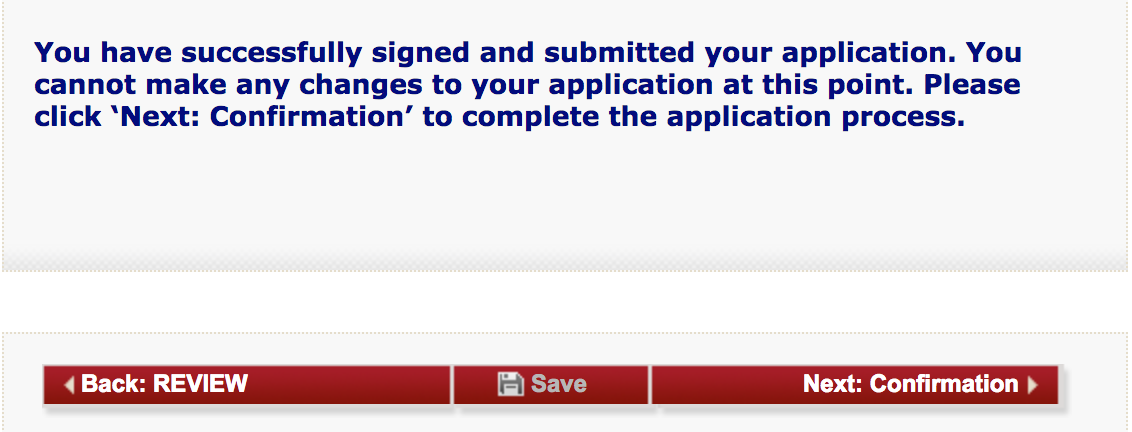 You have successfully signed and submitted your application. You
cannot make any changes to your application at this point. Please
click ‘Next: Confirmation’ to complete the application process.
Back: REVIEW
Save
Next: Confirmation